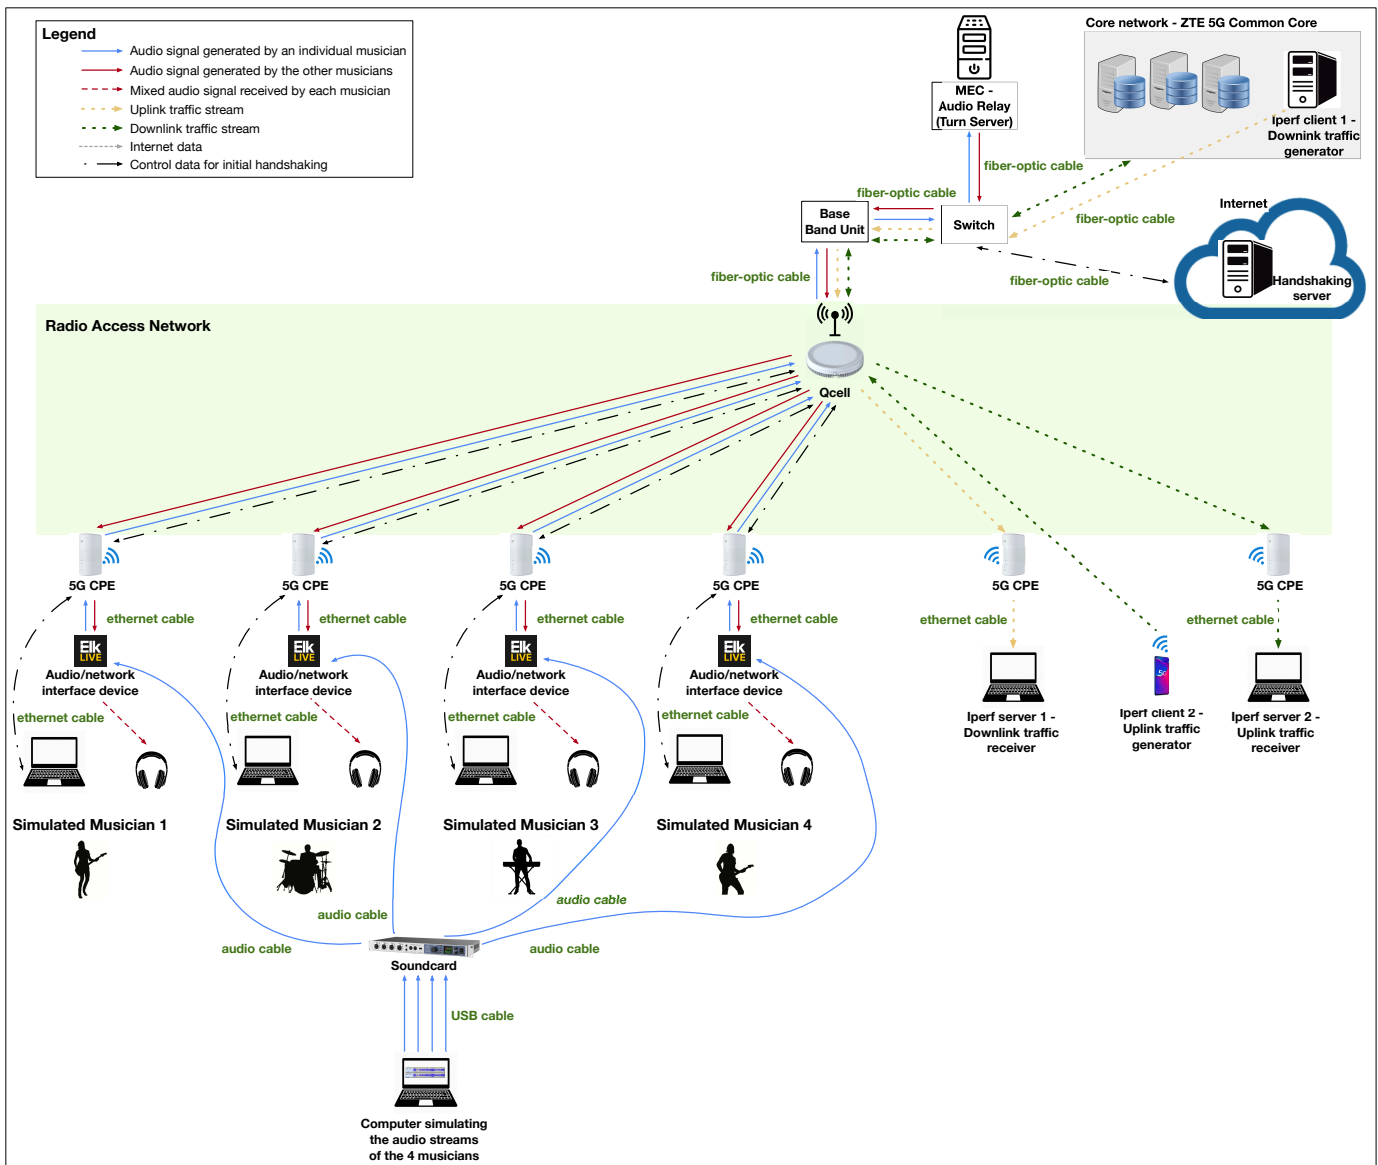 Legend
Audio signal generated by an individual musician
Audio signal generated by the other musicians
Mixed audio signal received by each musician
Uplink traffic stream
Downlink traffic stream
Internet data
Control data for initial handshaking
MEC -
Audio Relay
(Turn Server)
Core network - ZTE 5G Common Core
Iperf client 1 -
Downink traffic
generator
fiber-optic cable
fiber-optic cable
fiber-optic cable
fiber-optic cable
fiber-optic cable
Base
Band Unit
Switch
Internet
Handshaking
server
Radio Access Network
Qcell
5G CPE
5G CPE
5G CPE
5G CPE
5G CPE
5G CPE
ethernet cable
ethernet cable
ethernet cable
ethernet cable
ethernet cable
ethernet cable
Elk
LIVE
Elk
LIVE
Elk
LIVE
Elk
LIVE
5G
Audio/network
interface device
Audio/network
interface device
Audio/network
interface device
Audio/network
interface device
ethernet cable
ethernet cable
ethernet cable
ethernet cable
Iperf server 1 -
Downlink traffic
receiver
Iperf client 2 -
Uplink traffic
generator
Iperf server 2 -
Uplink traffic
receiver
Simulated Musician 1
Simulated Musician 2
Simulated Musician 3
Simulated Musician 4
audio cable
audio cable
audio cable
audio cable
Soundcard
USB cable
Computer simulating
the audio streams
of the 4 musicians